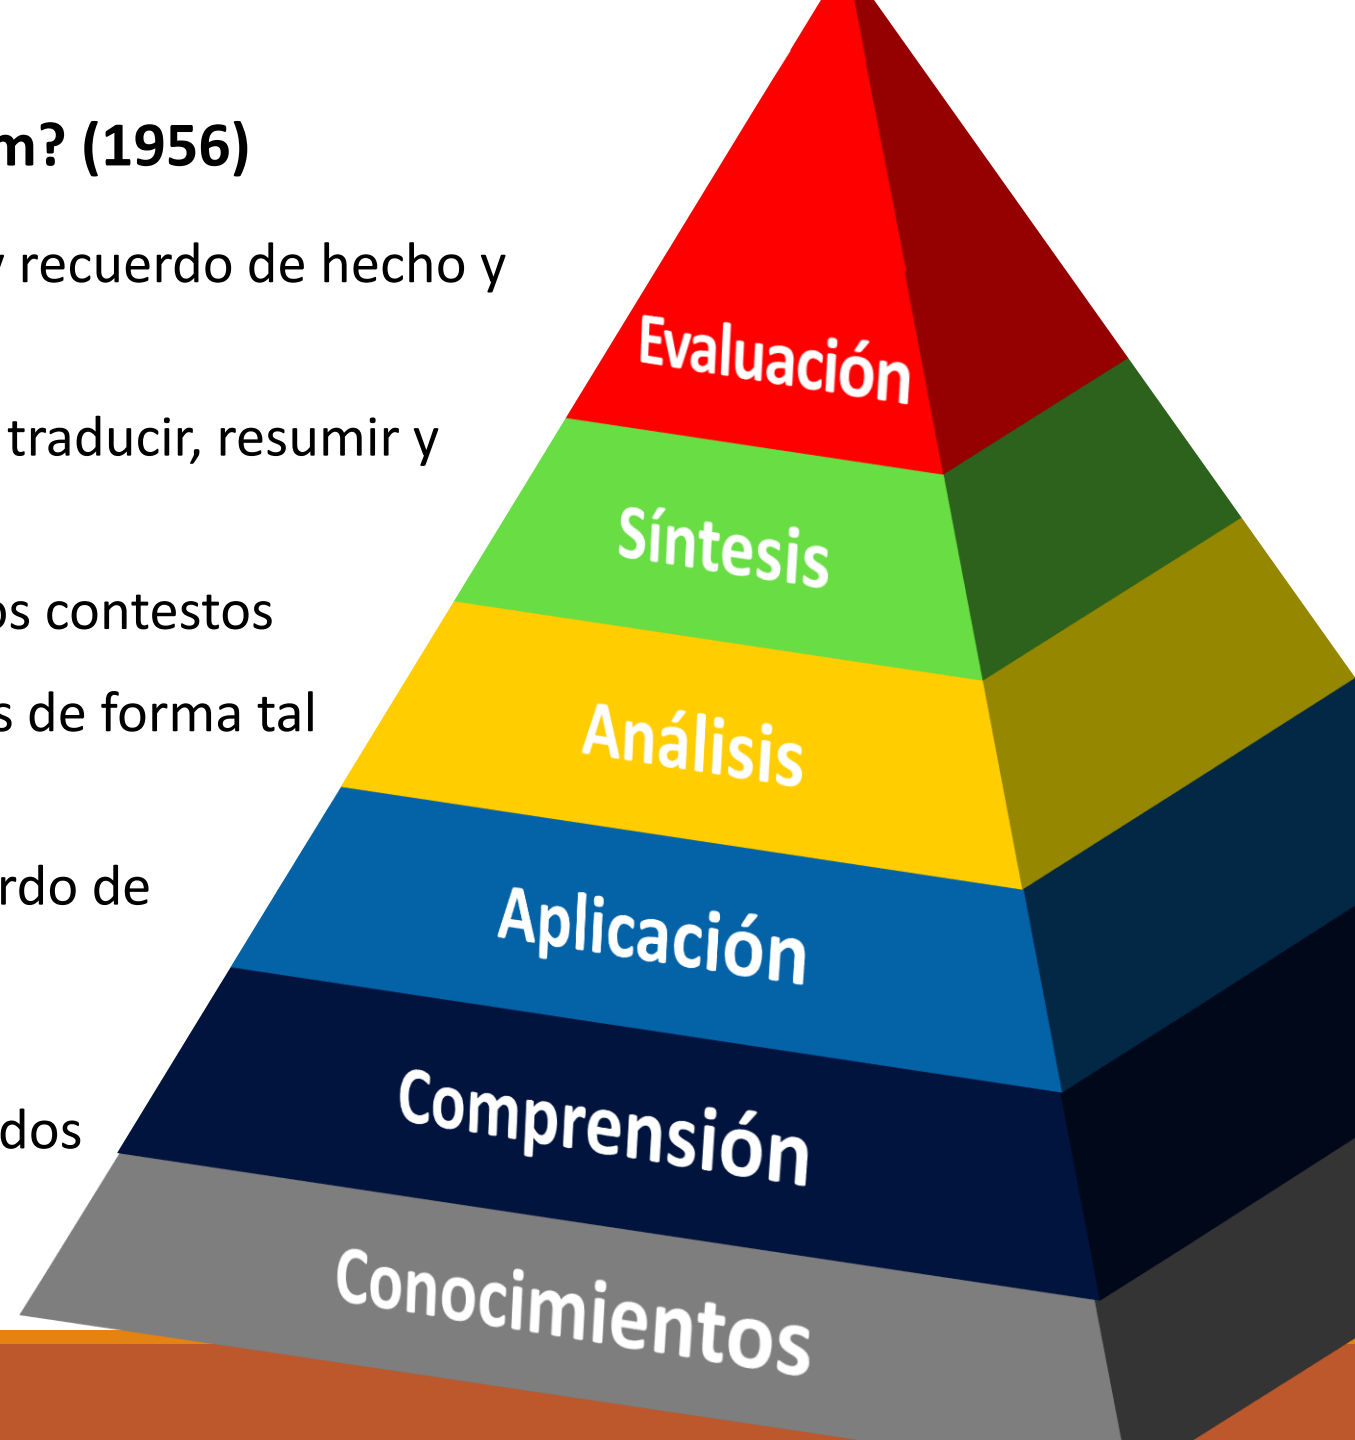 m? (1956)
y recuerdo de hecho y
traducir, resumir y
os contestos
s de forma tal
rdo de
dos
Evaluación
Síntesis
Análisis
Aplicación
Comprensión
Conocimientos